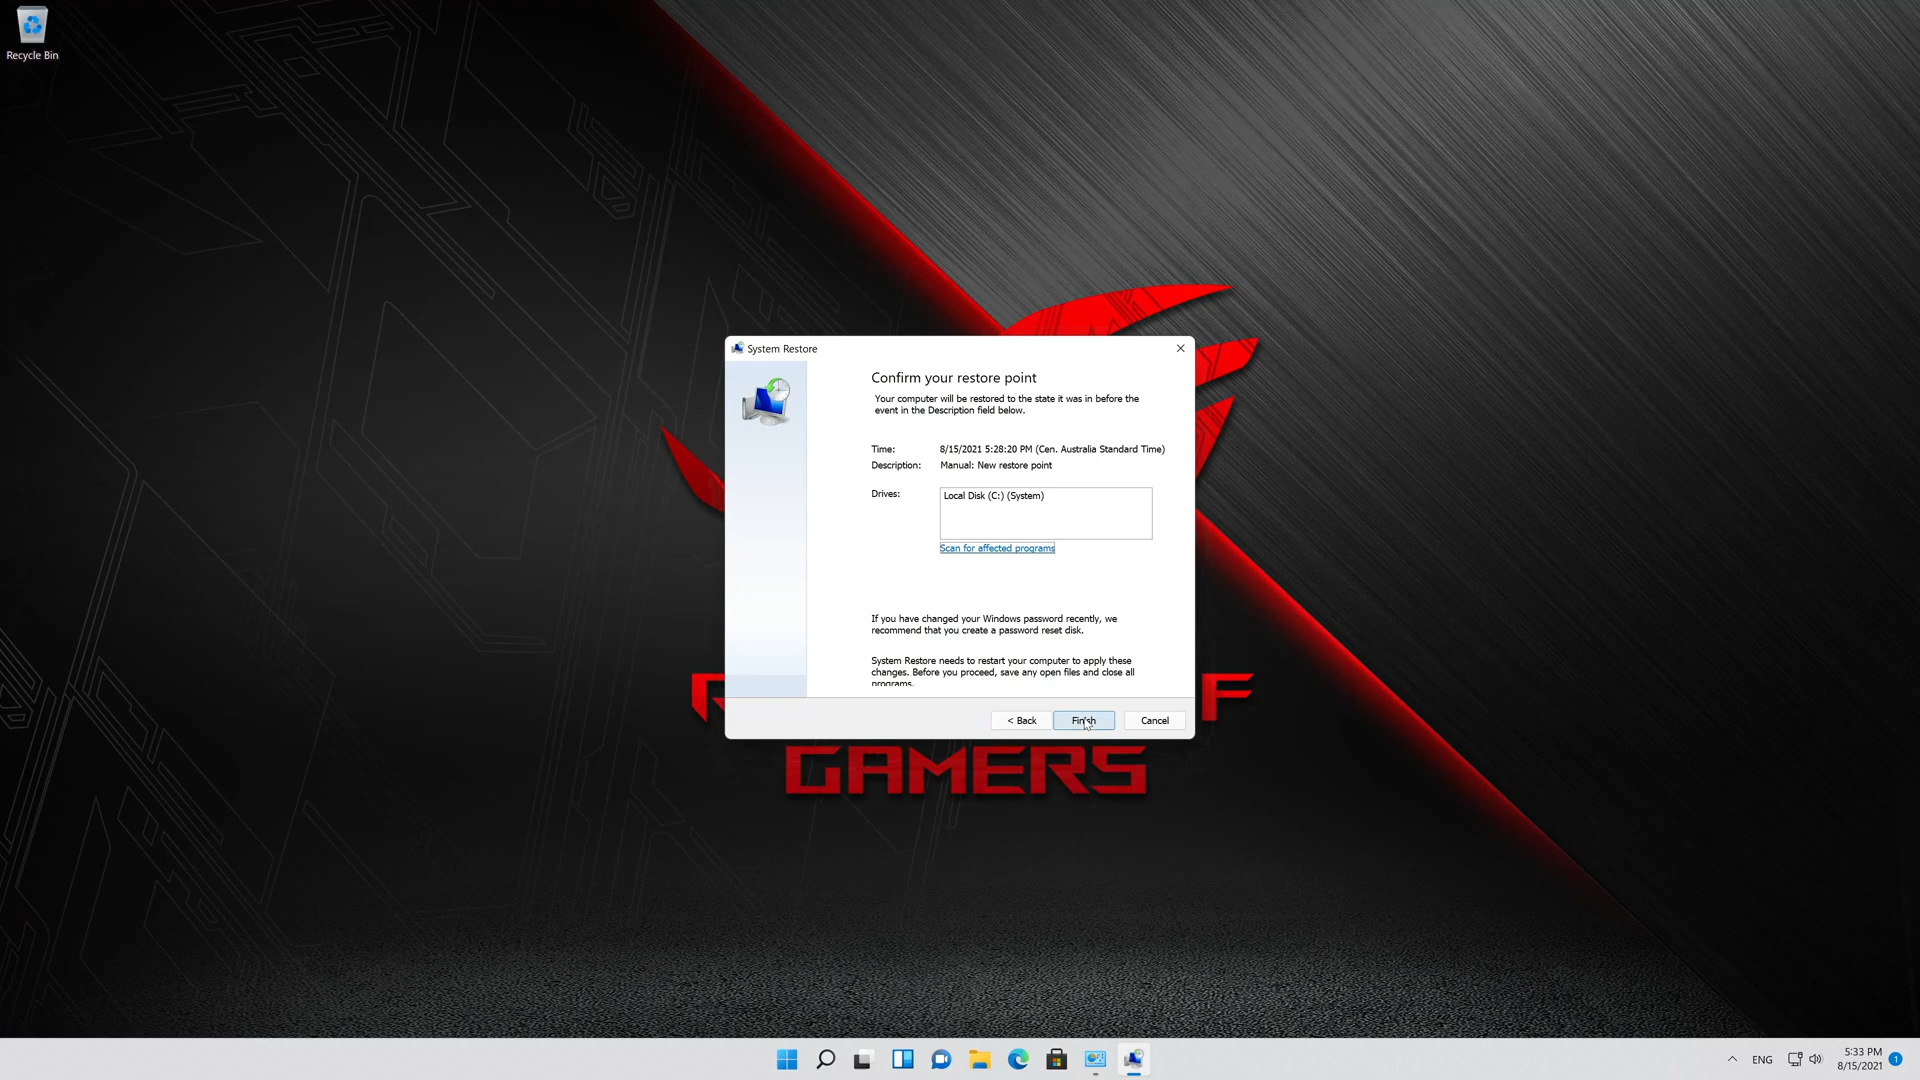 Recycle Bin
System Restore
Confirm your restore point
Your computer will be restored to the state it was in before the
event in the Description field below.
Time: 8/15/2021 5:28:20 PM (Cen. Australia Standard Time)
Description: Manual: New restore point
Drives: Local Disk (C:) (System)
Scan for affected programs
If you have changed your Windows password recently, we
recommend that you create a password reset disk.
System Restore needs to restart your computer to apply these
changes. Before you proceed, save any open files and close all
programs.
< Back Finish Cancel
GAMERS
ENG
5:33 PM
8/15/2021
1